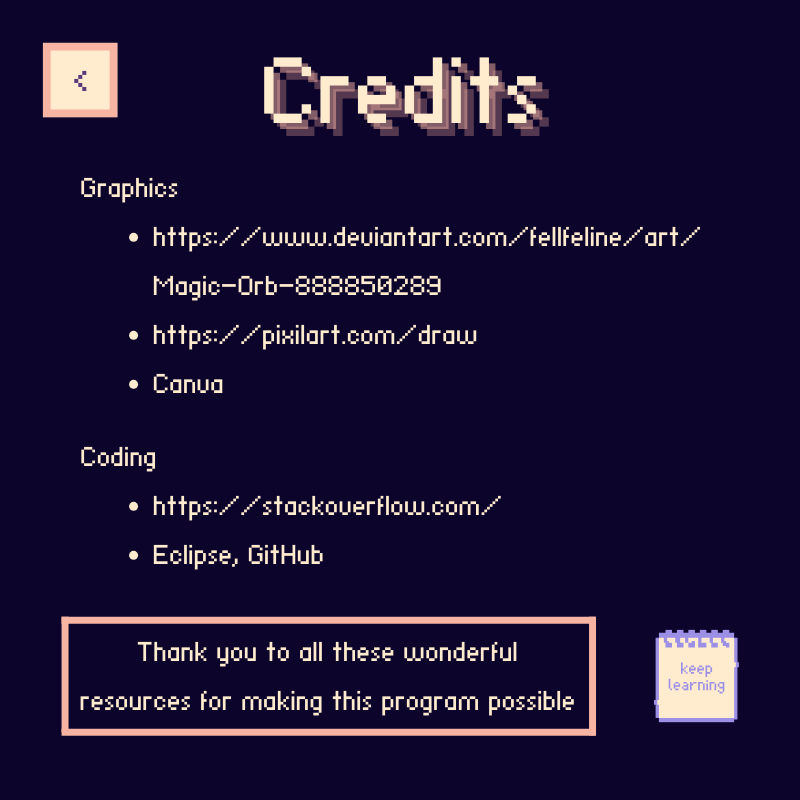 <
Credits
Graphics
• https://www.deviantart.com/fellfeline/art/
Magic-Orb-888850289
• https://pixilart.com/draw
• Canva
Coding
• https://stackoverflow.com/
• Eclipse, GitHub
Thank you to all these wonderful
resources for making this program possible
keep
learning